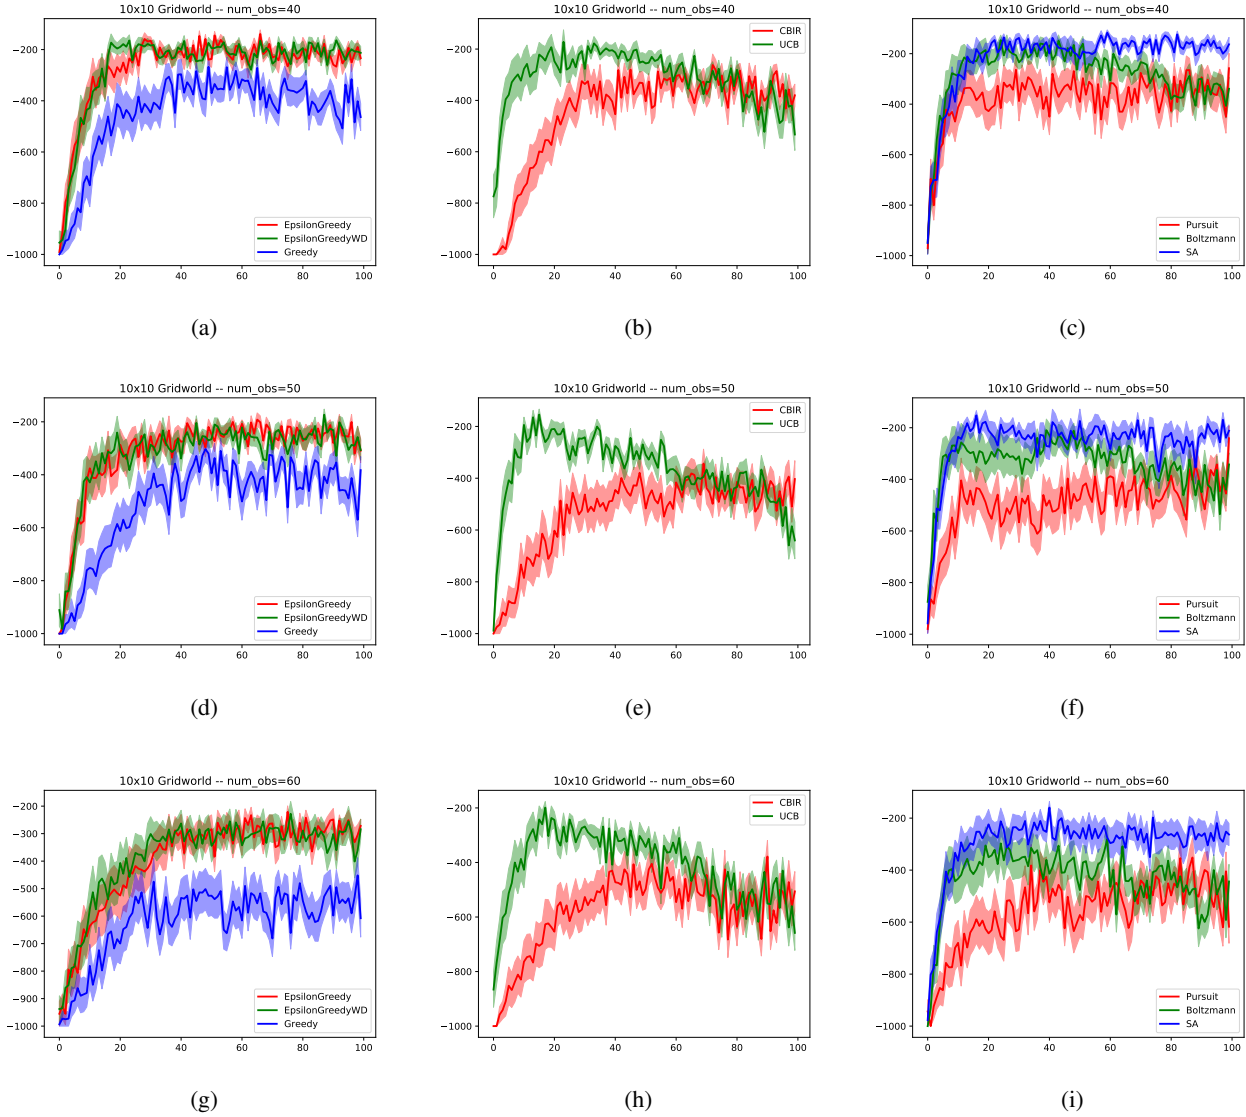 10x10 Gridworld -- num_obs=40
−200
−400
−600
−800
−1000
0 20 40 60 80 100
EpsilonGreedy
EpsilonGreedyWD
Greedy
(a)
10x10 Gridworld -- num_obs=40
−200
−400
−600
−800
−1000
0 20 40 60 80 100
CBIR
UCB
(b)
10x10 Gridworld -- num_obs=40
−200
−400
−600
−800
−1000
0 20 40 60 80 100
Pursuit
Boltzmann
SA
(c)
10x10 Gridworld -- num_obs=50
−200
−400
−600
−800
−1000
0 20 40 60 80 100
EpsilonGreedy
EpsilonGreedyWD
Greedy
(d)
10x10 Gridworld -- num_obs=50
−200
−400
−600
−800
−1000
0 20 40 60 80 100
CBIR
UCB
(e)
10x10 Gridworld -- num_obs=50
−200
−400
−600
−800
−1000
0 20 40 60 80 100
Pursuit
Boltzmann
SA
(f)
10x10 Gridworld -- num_obs=60
−200
−300
−400
−500
−600
−700
−800
−900
−1000
0 20 40 60 80 100
EpsilonGreedy
EpsilonGreedyWD
Greedy
(g)
10x10 Gridworld -- num_obs=60
−200
−400
−600
−800
−1000
0 20 40 60 80 100
CBIR
UCB
(h)
10x10 Gridworld -- num_obs=60
−200
−400
−600
−800
−1000
0 20 40 60 80 100
Pursuit
Boltzmann
SA
(i)